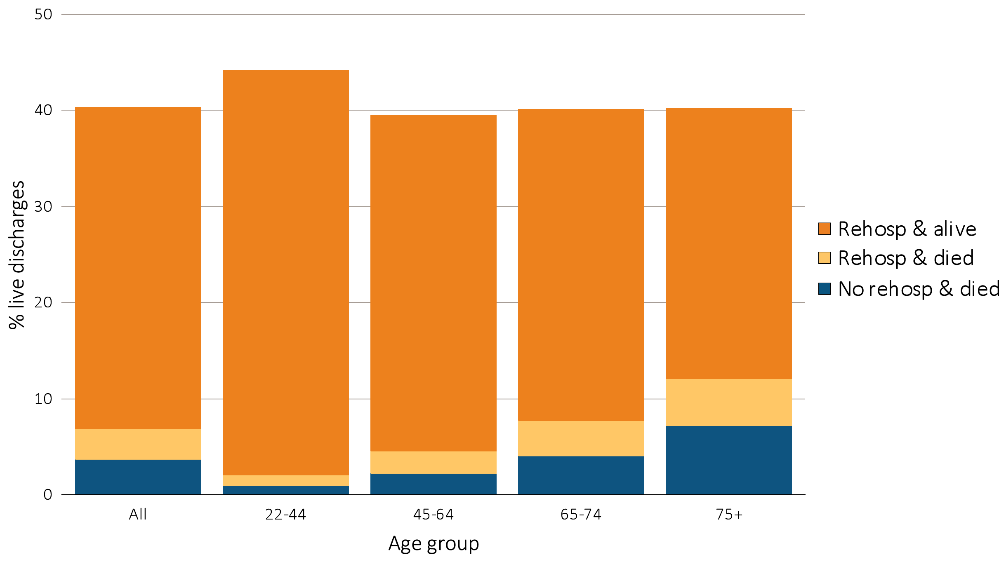 50
40
30
20
10
0
% live discharges
All
22-44
45-64
65-74
75+
Age group
Rehosp & alive
Rehosp & died
No rehosp & died